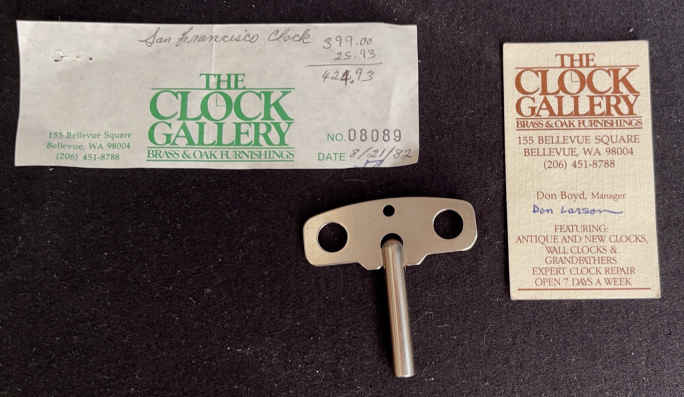 San Francisco Clock 399.00
25.93
424.93
THE
CLOCK
GALLERY
BRASS & OAK FURNISHINGS
155 Bellevue Square
Bellevue, WA 98004
(206) 451-8788
NO. 08089
DATE 8/21/82
THE
CLOCK
GALLERY
BRASS & OAK FURNISHINGS
155 BELLEVUE SQUARE
BELLEVUE, WA 98004
(206) 451-8788
Don Boyd, Manager
Don Larson
FEATURING:
ANTIQUE AND NEW CLOCKS,
WALL CLOCKS &
GRANDFATHERS
EXPERT CLOCK REPAIR
OPEN 7 DAYS A WEEK